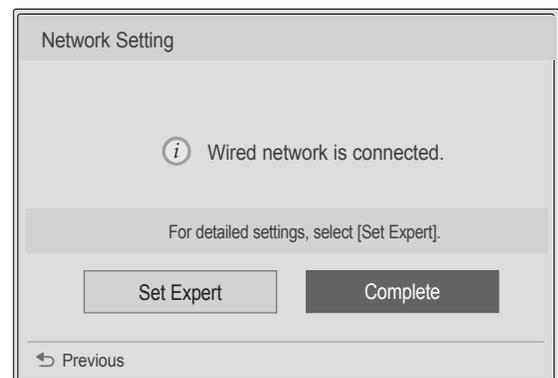 Network Setting
i Wired network is connected.
For detailed settings, select [Set Expert].
Set Expert Complete
Previous